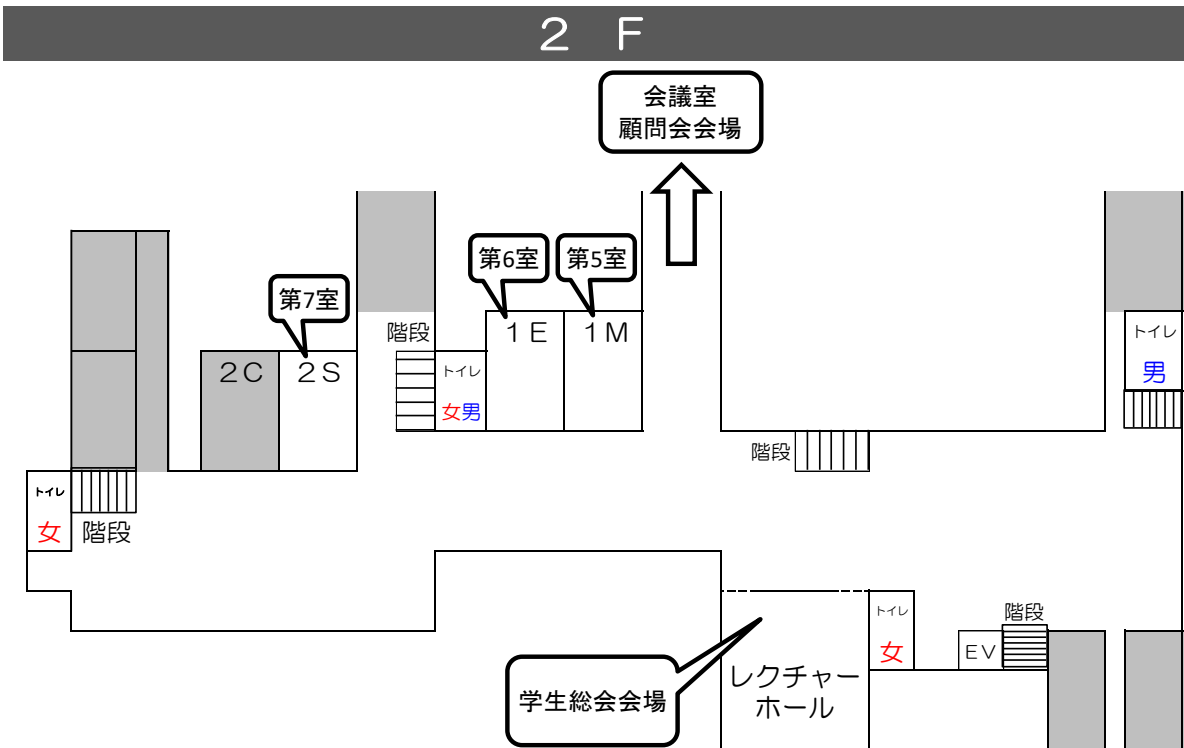 ２　Ｆ
会議室
顧問会会場
第6室
第5室
第7室
階段
１Ｅ
１Ｍ
トイレ
男
２Ｃ
２Ｓ
トイレ
女男
階段
トイレ
女
階段
トイレ
女
階段
ＥＶ
レクチャー
ホール
学生総会会場